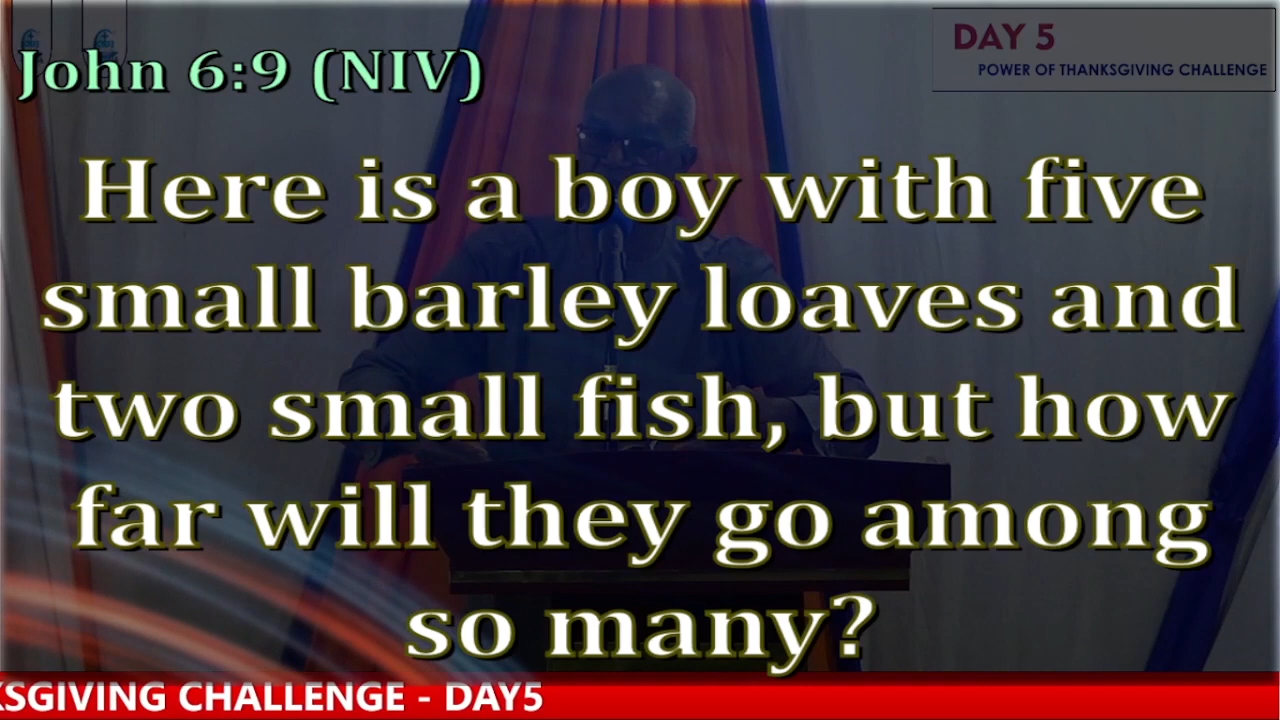 John 6:9 (NIV)
DAY 5
POWER OF THANKSGIVING CHALLENGE
Here is a boy with five
small barley loaves and
two small fish, but how
far will they go among
so many?
KSGIVING CHALLENGE - DAY5